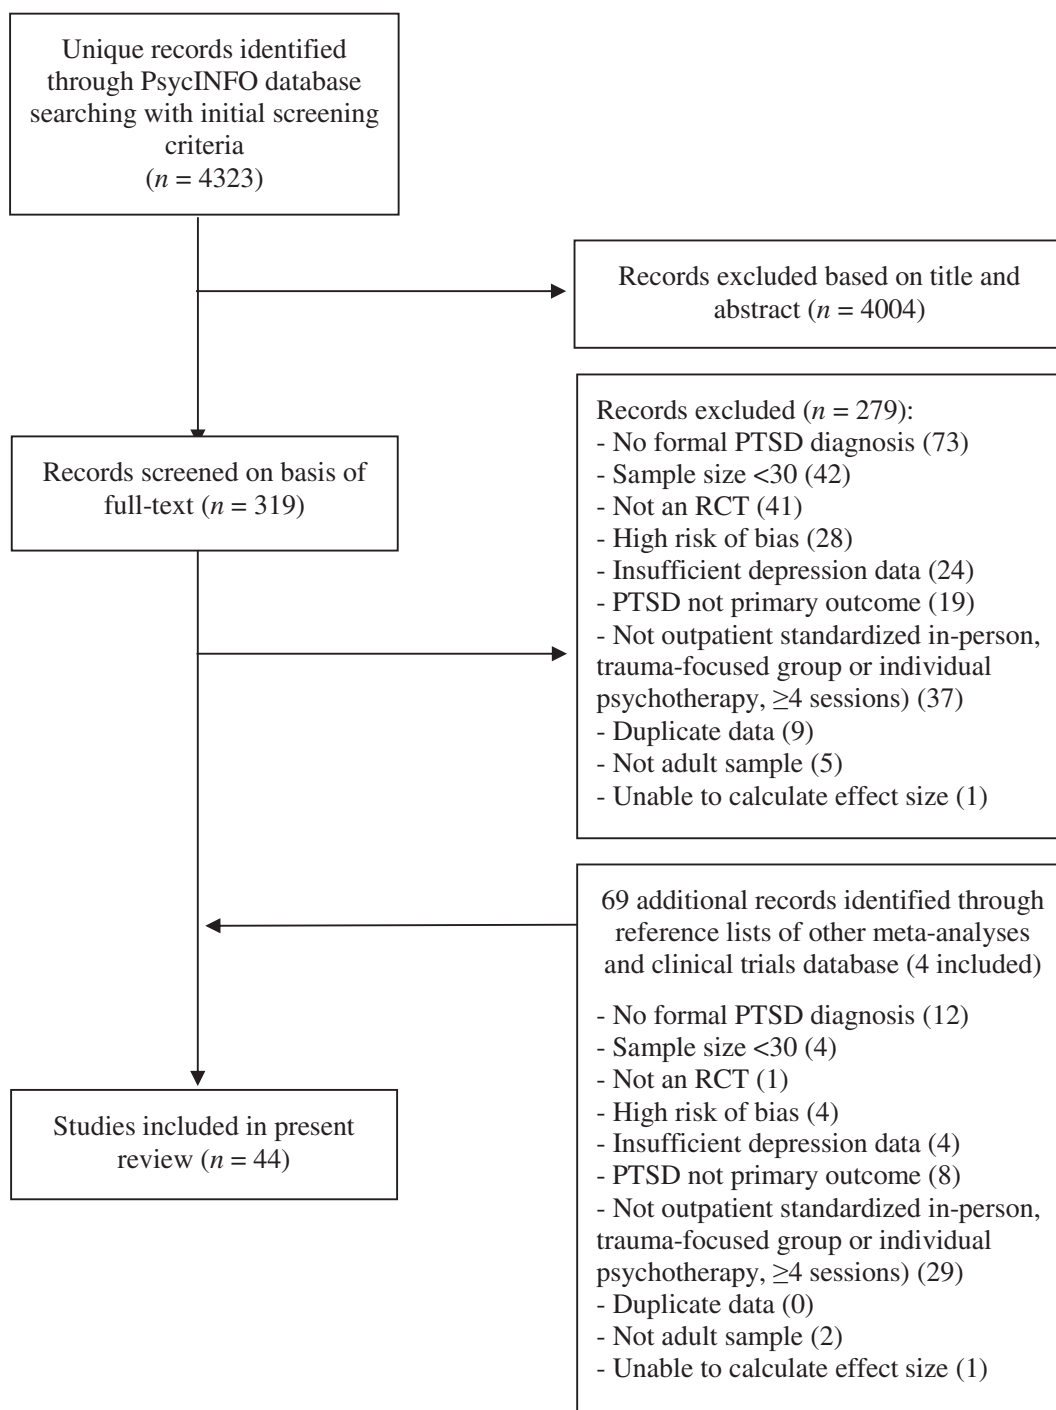 Unique records identified
through PsycINFO database
searching with initial screening
criteria
(n = 4323)
Records excluded based on title and
abstract (n = 4004)
Records screened on basis of
full-text (n = 319)
Records excluded (n = 279):
- No formal PTSD diagnosis (73)
- Sample size <30 (42)
- Not an RCT (41)
- High risk of bias (28)
- Insufficient depression data (24)
- PTSD not primary outcome (19)
- Not outpatient standardized in-person,
trauma-focused group or individual
psychotherapy, ≥4 sessions) (37)
- Duplicate data (9)
- Not adult sample (5)
- Unable to calculate effect size (1)
69 additional records identified through
reference lists of other meta-analyses
and clinical trials database (4 included)
- No formal PTSD diagnosis (12)
- Sample size <30 (4)
- Not an RCT (1)
- High risk of bias (4)
- Insufficient depression data (4)
- PTSD not primary outcome (8)
- Not outpatient standardized in-person,
trauma-focused group or individual
psychotherapy, ≥4 sessions) (29)
- Duplicate data (0)
- Not adult sample (2)
- Unable to calculate effect size (1)
Studies included in present
review (n = 44)